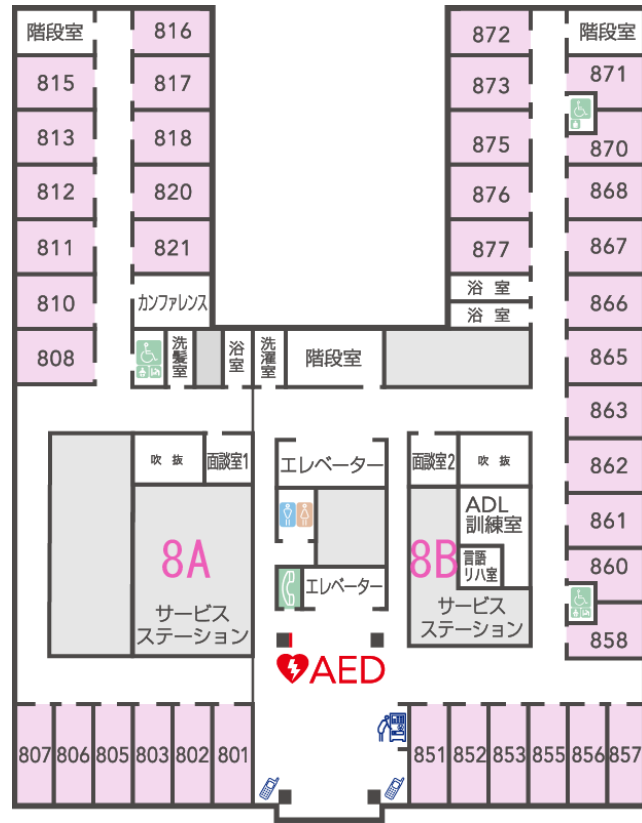 階段室
816
872
階段室
815
817
873
871
813
818
875
870
812
820
876
868
811
821
877
867
810
カンファレンス
浴 室
浴 室
866
808
洗髪室
浴室
洗濯室
階段室
865
863
吹 抜
面談室1
エレベーター
面談室2
吹 抜
862
8A
サービス
ステーション
8B
サービス
ステーション
ADL
訓練室
言語
リハ室
861
860
エレベーター
858
AED
807
806
805
803
802
801
851
852
853
855
856
857